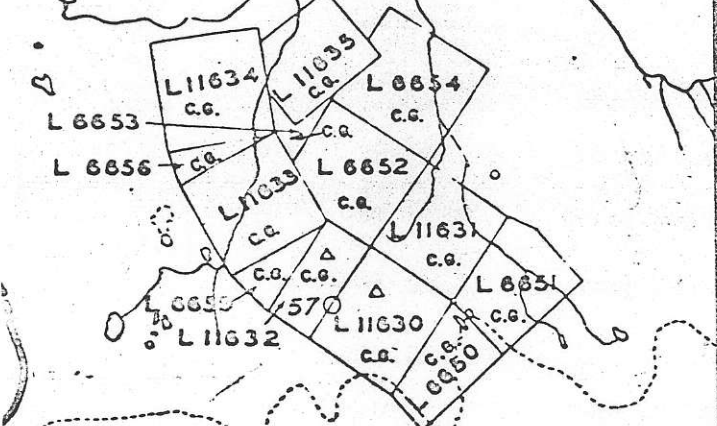 L 11634
C.G.
L 11635
C.G.
L 6654
C.G.
L 6653
C.G.
L 6656
C.G.
L 6652
C.G.
L 11633
C.G.
L 11631
C.G.
L 6651
C.G.
C.G.
C.G.
L 11632
57
L 11630
C.G.
C.G.
L 6650